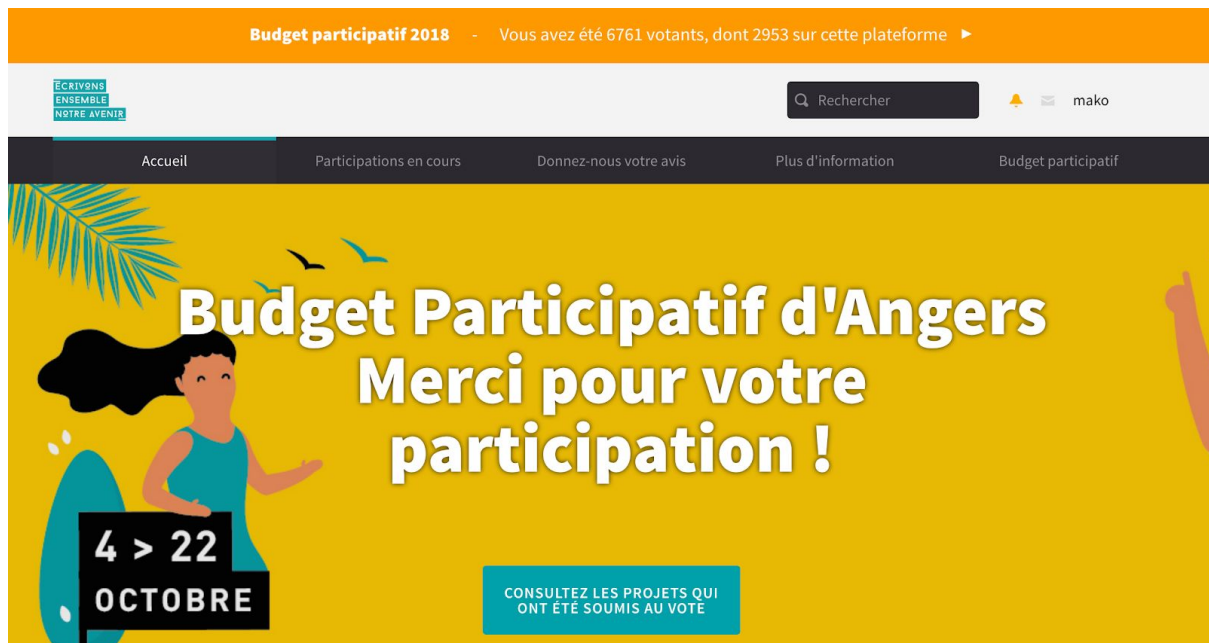 Budget participatif 2018 - Vous avez été 6761 votants, dont 2953 sur cette plateforme ►
ÉCRIVONS
ENSEMBLE
NOTRE AVENIR
Rechercher
mako
Accueil
Participations en cours
Donnez-nous votre avis
Plus d'information
Budget participatif
Budget Participatif d'Angers
Merci pour votre
participation !
4 > 22
OCTOBRE
CONSULTEZ LES PROJETS QUI
ONT ÉTÉ SOUMIS AU VOTE